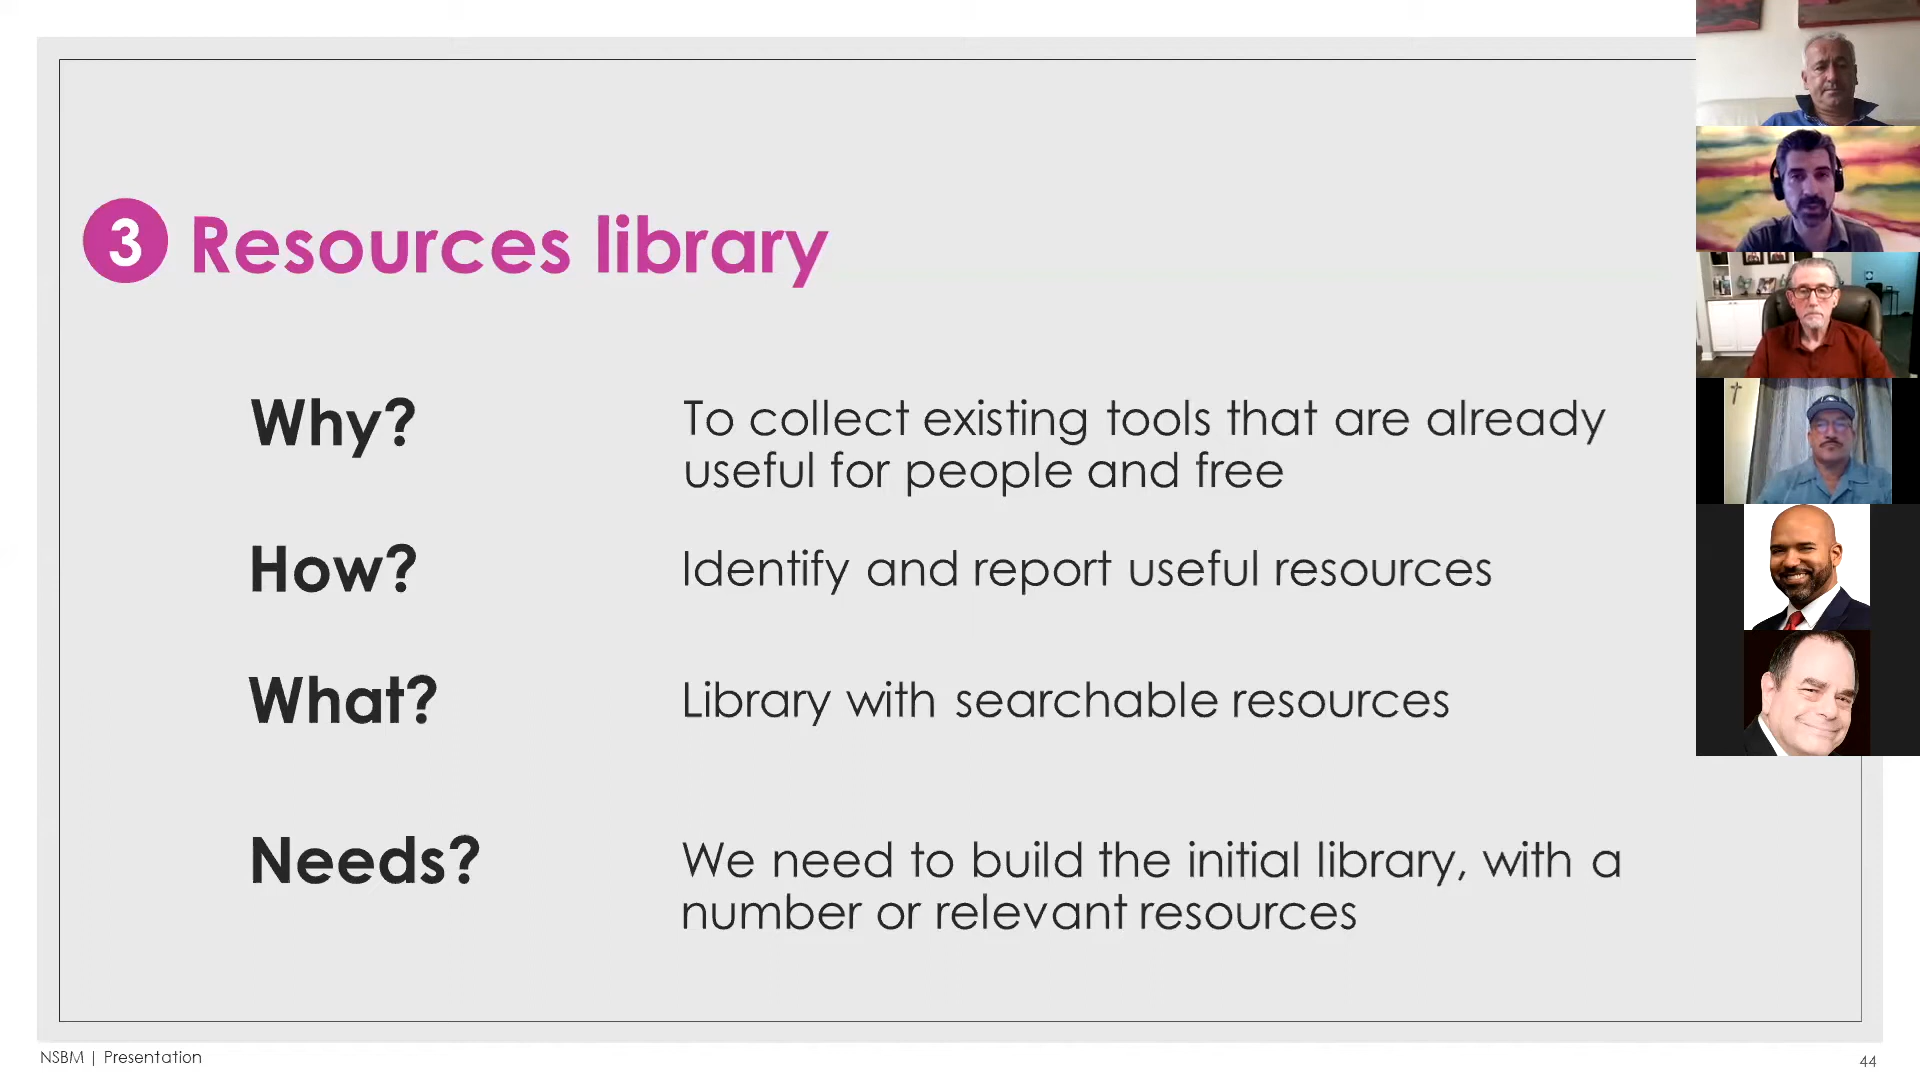 3 Resources library
Why?
To collect existing tools that are already
useful for people and free
How?
Identify and report useful resources
What?
Library with searchable resources
Needs?
We need to build the initial library, with a
number or relevant resources
NSBM | Presentation
44